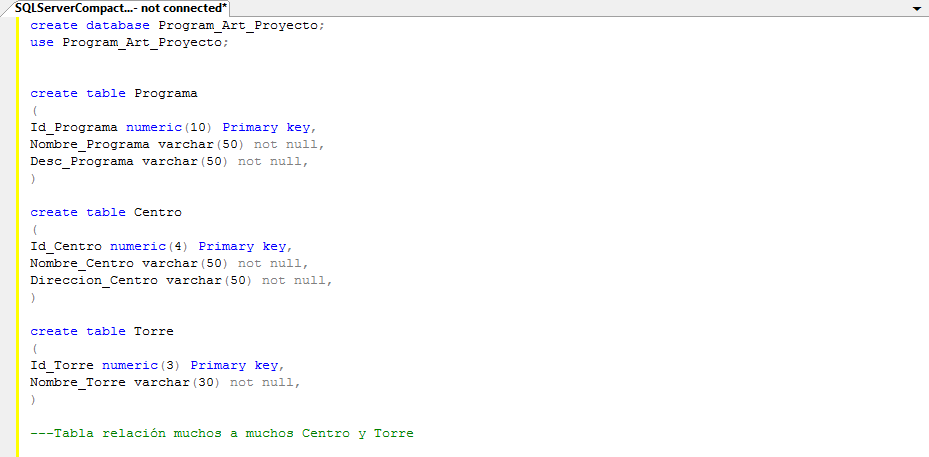 SQLServerCompact...- not connected*
create database Program_Art_Proyecto;
use Program_Art_Proyecto;
create table Programa
(
Id_Programa numeric(10) Primary key,
Nombre_Programa varchar(50) not null,
Desc_Programa varchar(50) not null,
)
create table Centro
(
Id_Centro numeric(4) Primary key,
Nombre_Centro varchar(50) not null,
Direccion_Centro varchar(50) not null,
)
create table Torre
(
Id_Torre numeric(3) Primary key,
Nombre_Torre varchar(30) not null,
)
---Tabla relación muchos a muchos Centro y Torre